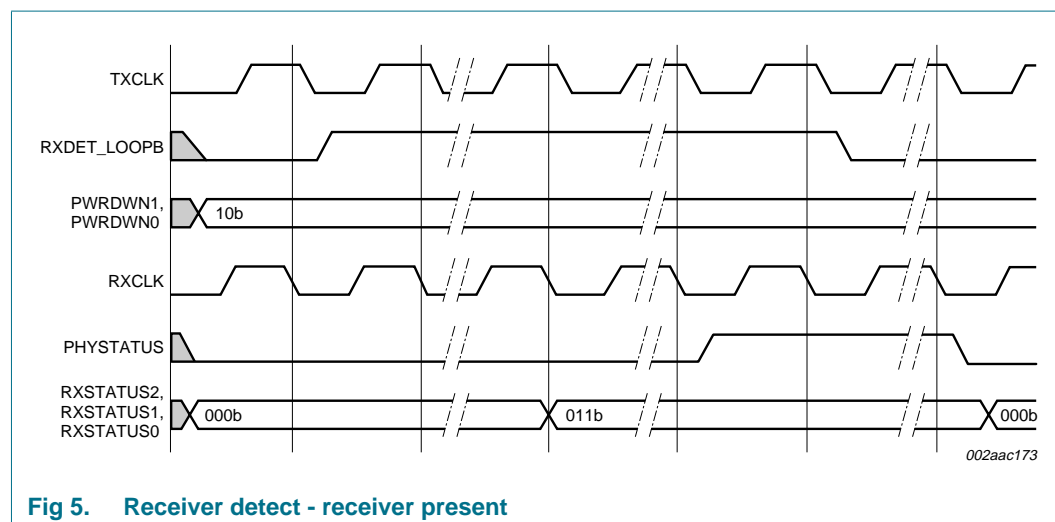 TXCLK
RXDET_LOOPB
PWRDWN1,
PWRDWN0
10b
RXCLK
PHYSTATUS
RXSTATUS2,
RXSTATUS1,
RXSTATUS0
000b
011b
000b
002aac173
Fig 5. Receiver detect - receiver present